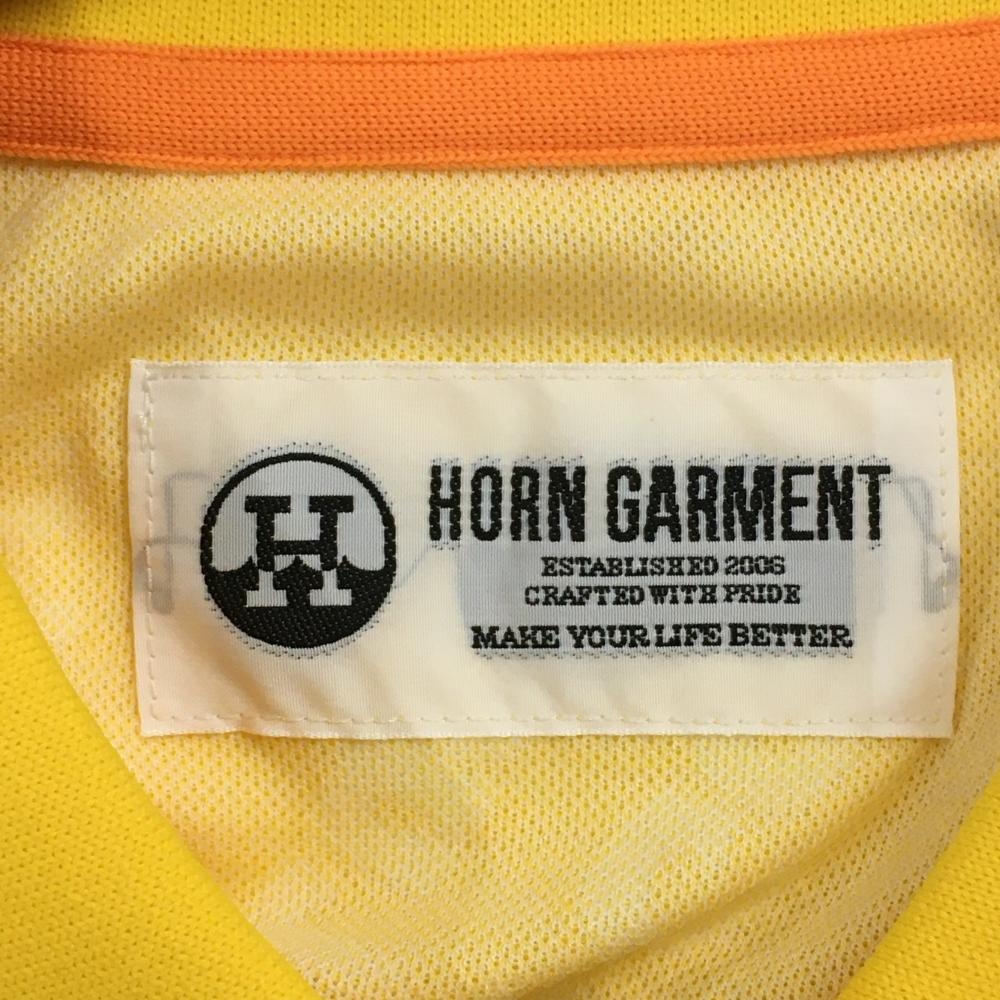 H
HORN GARMENT
ESTABLISHED 2006
CRAFTED WITH PRIDE
MAKE YOUR LIFE BETTER